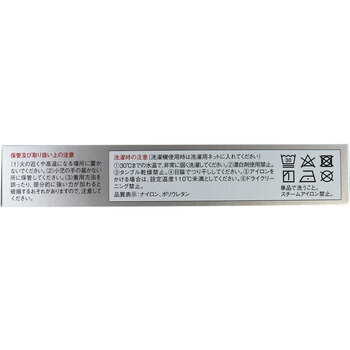 保管及び取り扱い上の注意
(1)火の近くや高温になる場所に置か
ないでください。(2)小児の手の届かない
所に保管してください。(3)着用方法を
誤ったり、部分的に強い力が加わると
破損するおそれがありますので、ご注意
ください。
洗濯時の注意(洗濯機使用時は洗濯用ネットに入れてください)
①30℃までの水温で、非常に弱く洗濯してください。②漂白剤使用禁止。
③タンブル乾燥禁止。④日陰でつり干ししてください。⑤アイロンを
かける場合は、設定温度110℃未満としてください。⑥ドライクリ
ーニング禁止。
品質表示:ナイロン、ポリウレタン
30
単品で洗うこと。
スチームアイロン禁止。